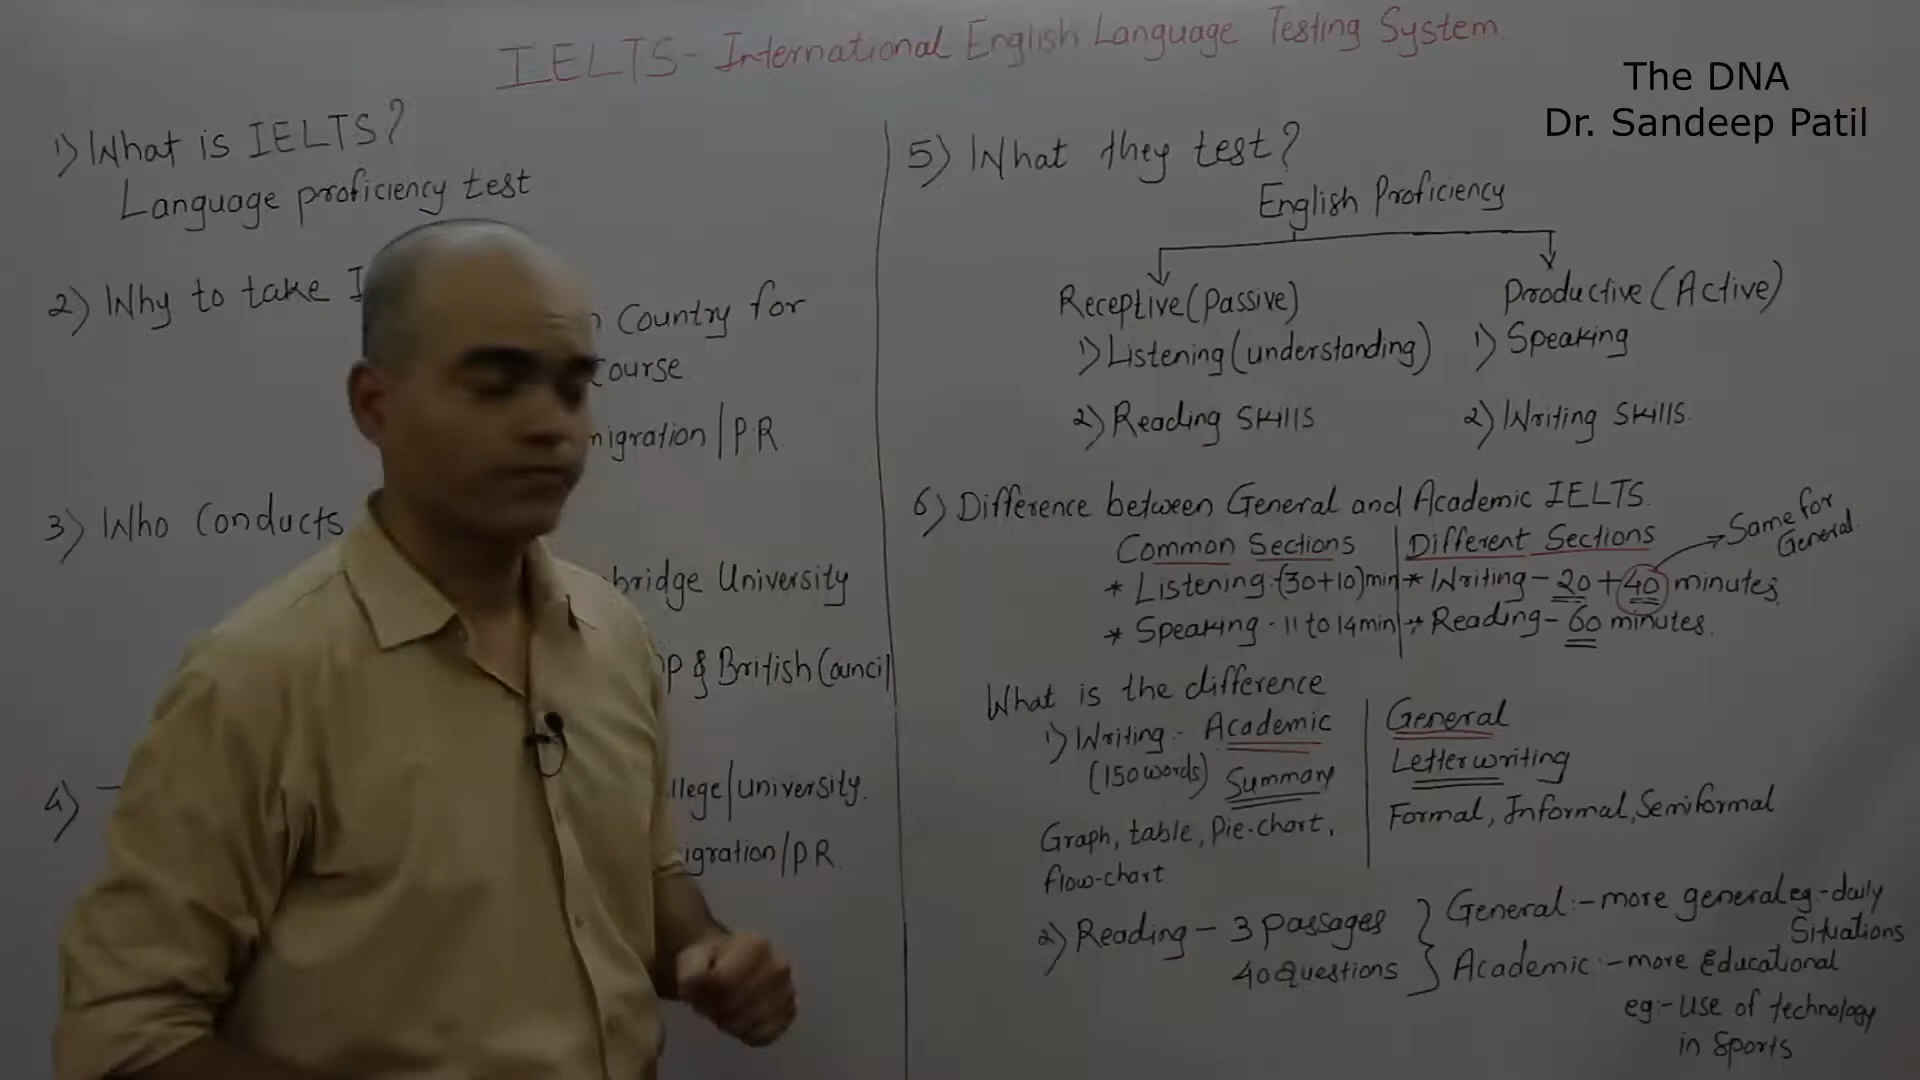 IELTS - International English Language Testing System.
The DNA
Dr. Sandeep Patil
1) What is IELTS?
Language proficiency test
2) Why to take I
Country for
course
migration / P.R
3) Who conducts
bridge University
P & British Council
4)
llege / University.
igration / PR
5) What they test?
English Proficiency
Receptive (passive)
1) Listening (understanding)
2) Reading skills
Productive (Active)
1) Speaking
2) Writing skills.
6) Difference between General and Academic IELTS.
Common Sections
* Listening :- (30+10) min
* Speaking - 11 to 14 min
Different Sections
* Writing - 20 + 40 minutes.
* Reading - 60 minutes.
Same for
General.
What is the difference
1) Writing :- Academic
(150 words) Summary
Graph, table, Pie-chart,
flow-chart
General
Letter writing
Formal, Informal, Semiformal
2) Reading - 3 passages
40 Questions
General :- more general eg:- daily
Situations
Academic :- more Educational
eg:- Use of technology
in sports